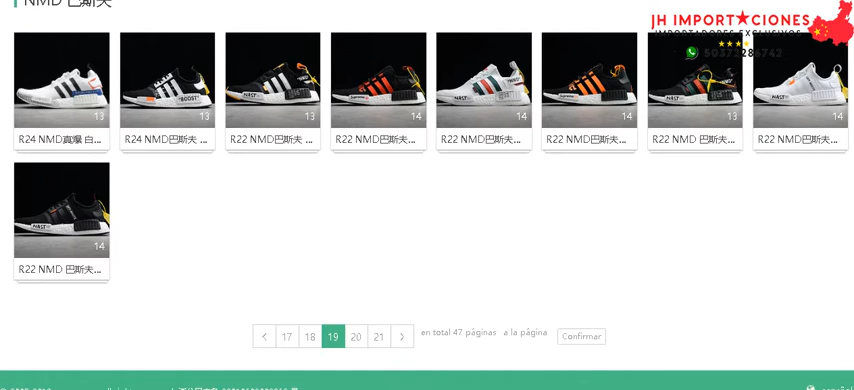 NMD 巴斯夫
JH IMPORT★CIONES
IMPORTADORES EXCLUSIVOS
50372286742
13
13
13
14
14
14
13
14
R24 NMD真爆 白...
R24 NMD巴斯夫 ...
R22 NMD巴斯夫...
R22 NMD巴斯夫...
R22 NMD巴斯夫...
R22 NMD巴斯夫...
R22 NMD 巴斯夫...
R22 NMD巴斯夫...
14
R22 NMD 巴斯夫...
< 17 18 19 20 21 > en total 47 páginas a la página Confirmar